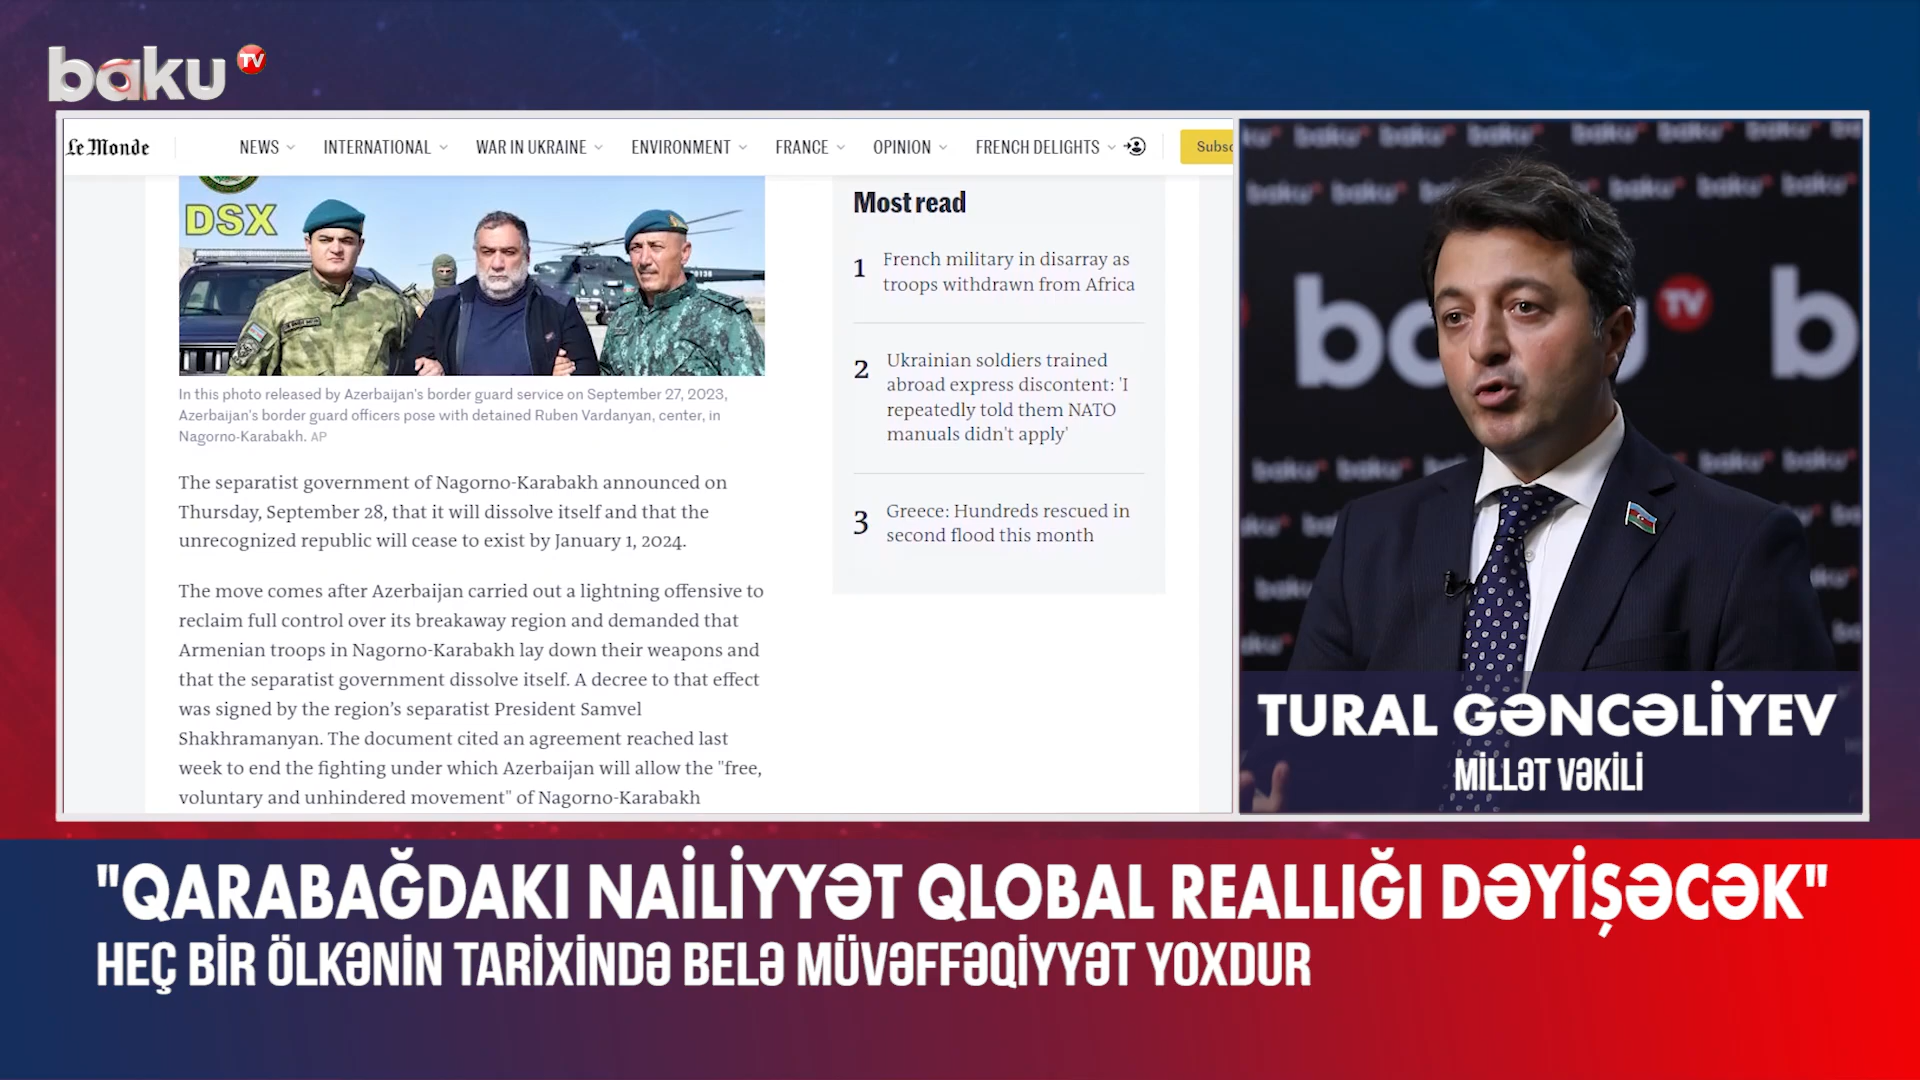 baku TV
Le Monde
NEWS INTERNATIONAL WAR IN UKRAINE ENVIRONMENT FRANCE OPINION FRENCH DELIGHTS
DSX
In this photo released by Azerbaijan's border guard service on September 27, 2023,
Azerbaijan's border guard officers pose with detained Ruben Vardanyan, center, in
Nagorno-Karabakh. AP
The separatist government of Nagorno-Karabakh announced on
Thursday, September 28, that it will dissolve itself and that the
unrecognized republic will cease to exist by January 1, 2024.
The move comes after Azerbaijan carried out a lightning offensive to
reclaim full control over its breakaway region and demanded that
Armenian troops in Nagorno-Karabakh lay down their weapons and
that the separatist government dissolve itself. A decree to that effect
was signed by the region's separatist President Samvel
Shakhramanyan. The document cited an agreement reached last
week to end the fighting under which Azerbaijan will allow the "free,
voluntary and unhindered movement" of Nagorno-Karabakh
Most read
1 French military in disarray as
troops withdrawn from Africa
2 Ukrainian soldiers trained
abroad express discontent: 'I
repeatedly told them NATO
manuals didn't apply'
3 Greece: Hundreds rescued in
second flood this month
TV
TURAL GƏNCƏLİYEV
MİLLƏT VƏKİLİ
"QARABAĞDAKI NAİLİYYƏT QLOBAL REALLIĞI DƏYİŞƏCƏK"
HEÇ BİR ÖLKƏNİN TARİXİNDƏ BELƏ MÜVƏFFƏQİYYƏT YOXDUR